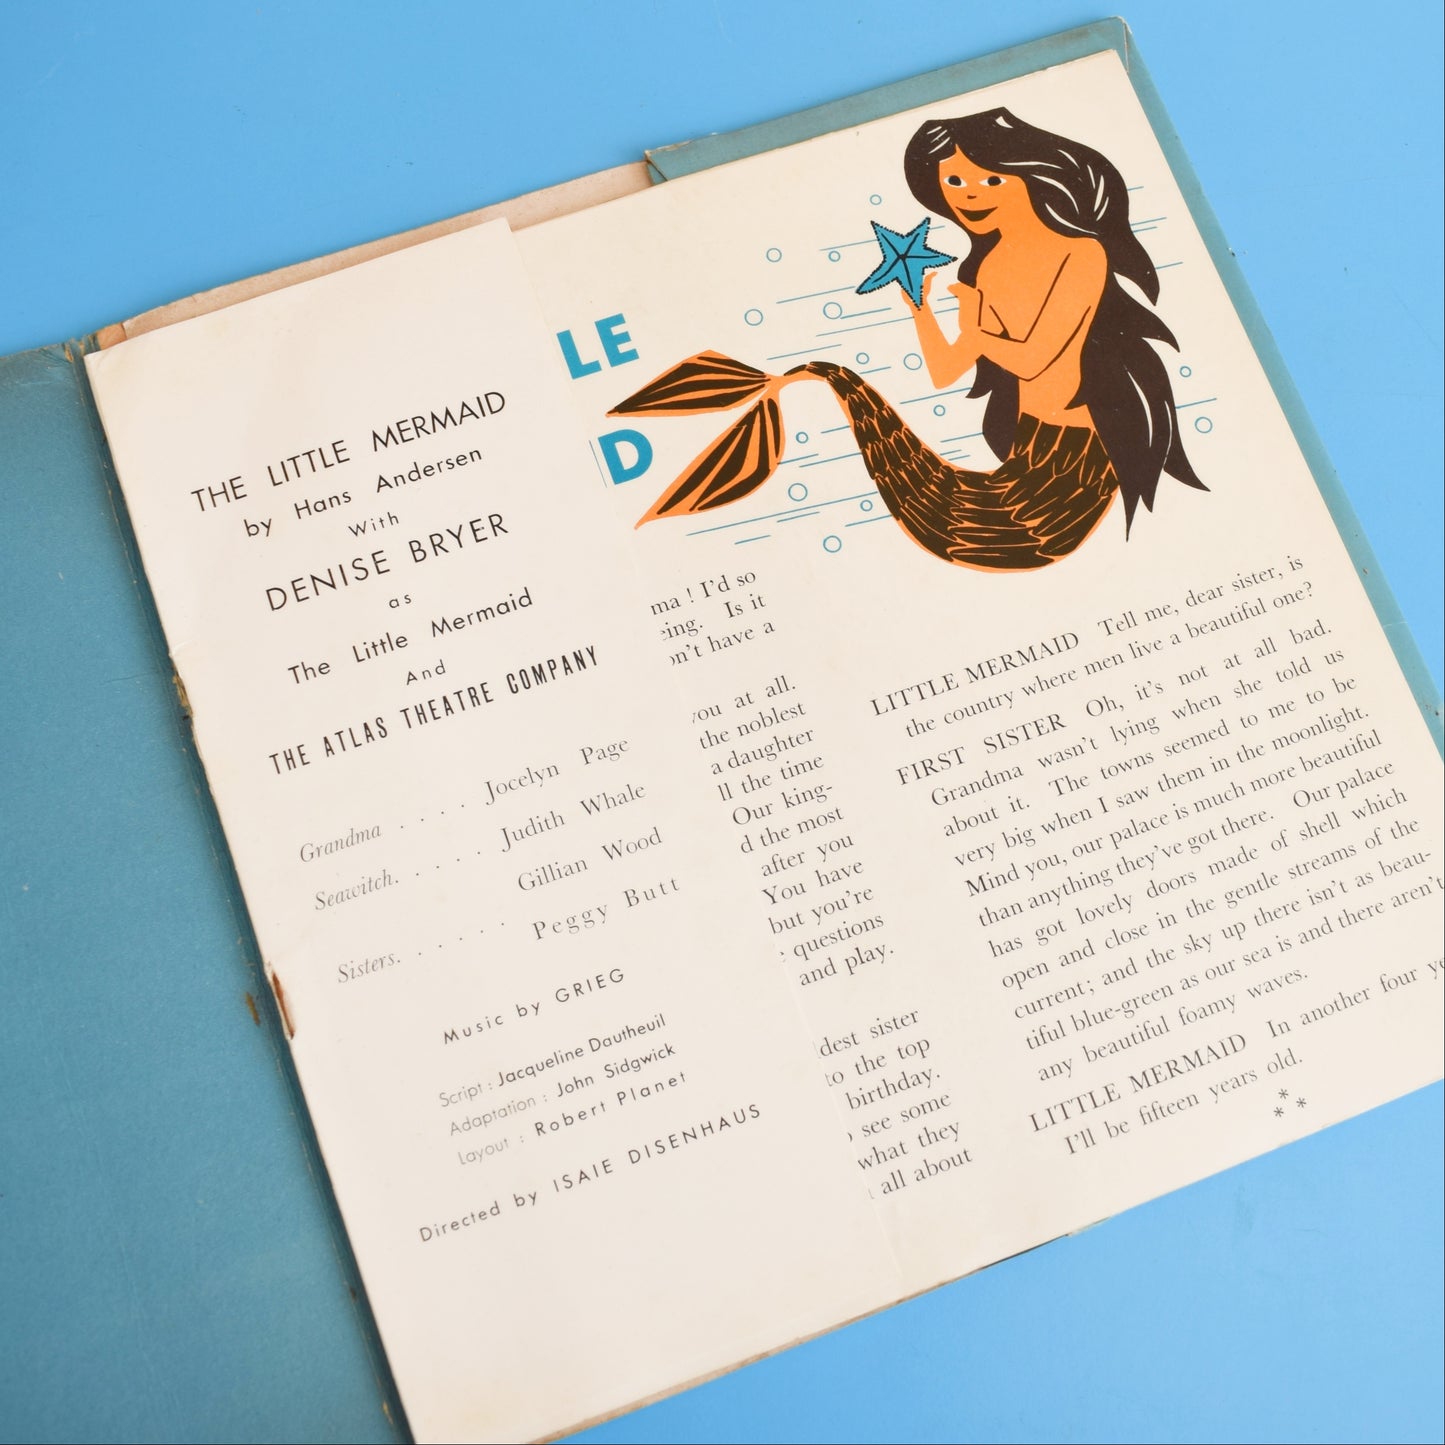 THE LITTLE MERMAID
by Hans Andersen
With
DENISE BRYER
as
The Little Mermaid
And
THE ATLAS THEATRE COMPANY
Grandma . . . . Jocelyn Page
Seawitch. . . . . Judith Whale
Gillian Wood
Sisters. . . . . . Peggy Butt
Music by GRIEG
Script : Jacqueline Dautheuil
Adaptation : John Sidgwick
Layout : Robert Planet
Directed by ISAIE DISENHAUS
LE
D
ma ! I'd so
eing. Is it
on't have a
you at all.
the noblest
a daughter
ll the time
Our king-
d the most
after you
You have
but you're
questions
and play.
ldest sister
to the top
birthday.
see some
what they
all about
LITTLE MERMAID Tell me, dear sister, is
the country where men live a beautiful one?
FIRST SISTER Oh, it's not at all bad.
Grandma wasn't lying when she told us
about it. The towns seemed to me to be
very big when I saw them in the moonlight.
Mind you, our palace is much more beautiful
than anything they've got there. Our palace
has got lovely doors made of shell which
open and close in the gentle streams of the
current; and the sky up there isn't as beau-
tiful blue-green as our sea is and there aren't
any beautiful foamy waves.
LITTLE MERMAID In another four ye
I'll be fifteen years old.
*
* *